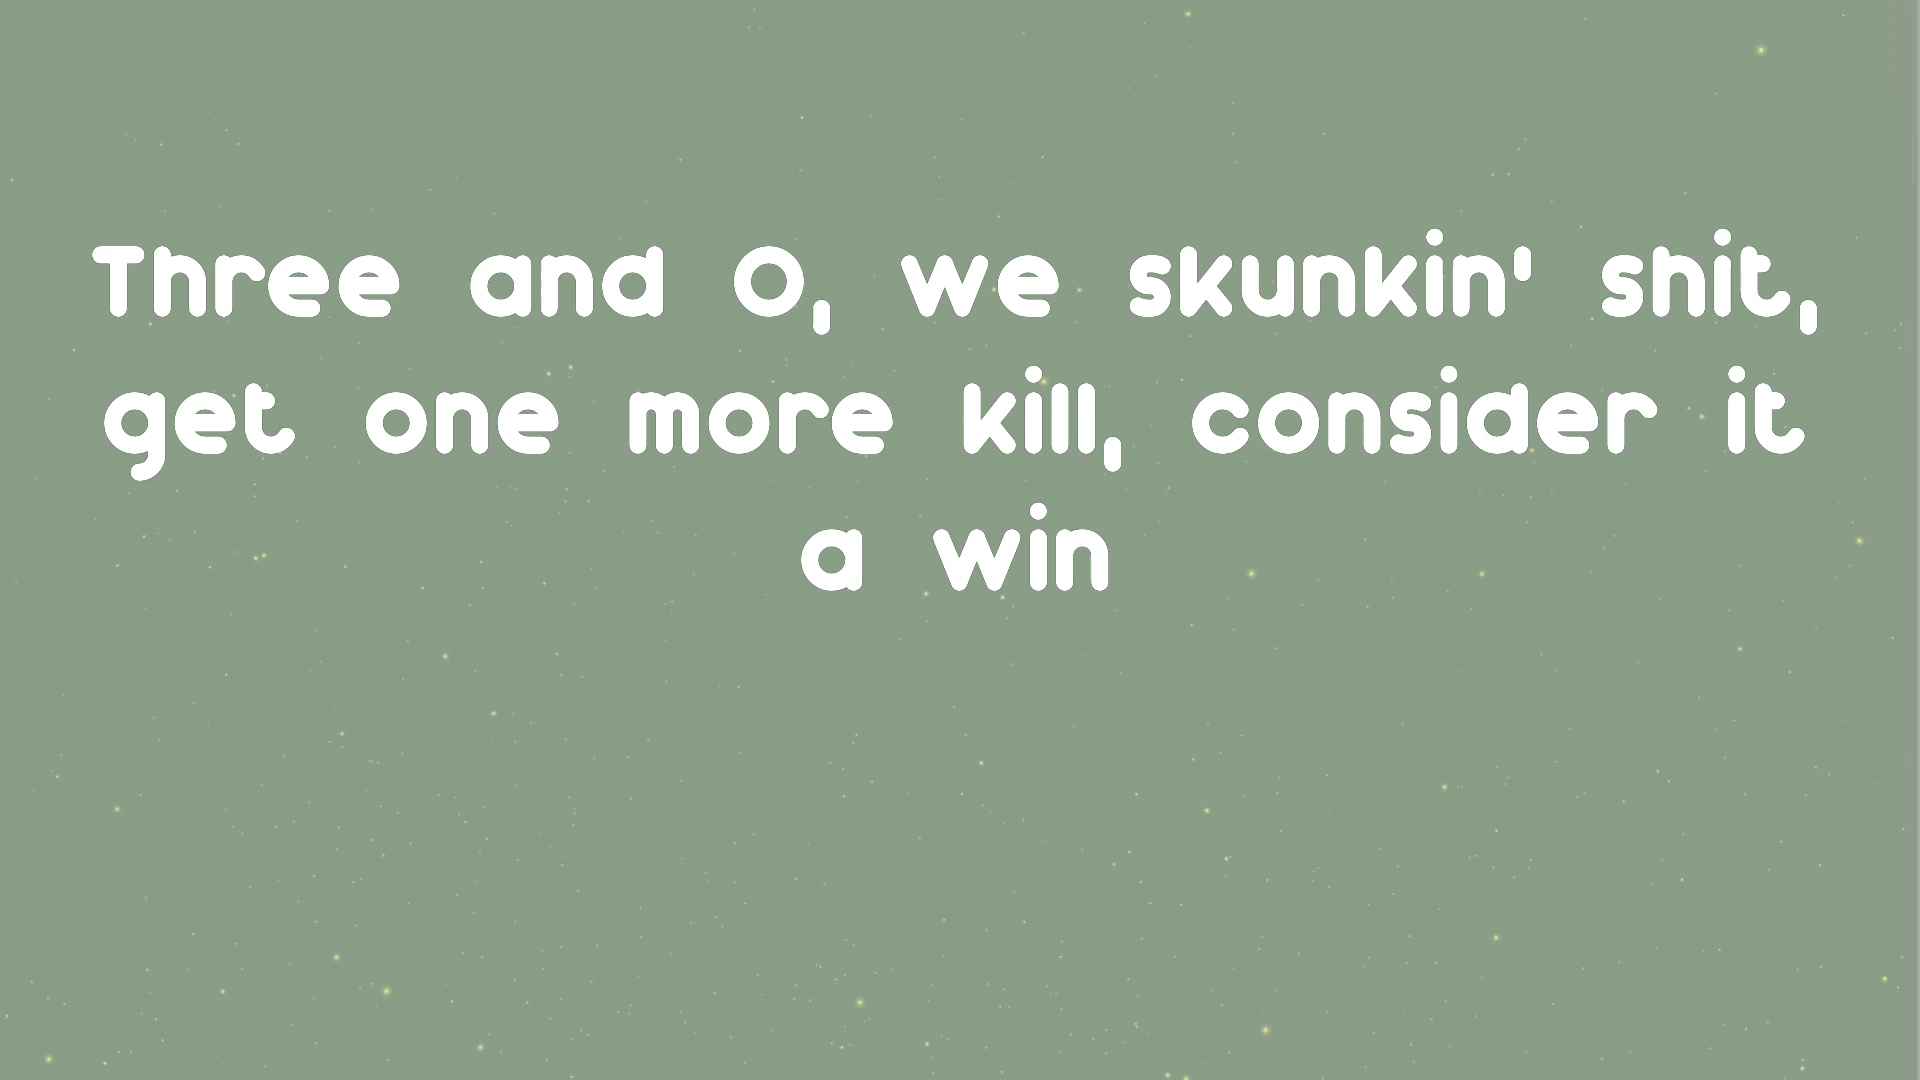 Three and O, we skunkin' shit,
get one more kill, consider it
a win